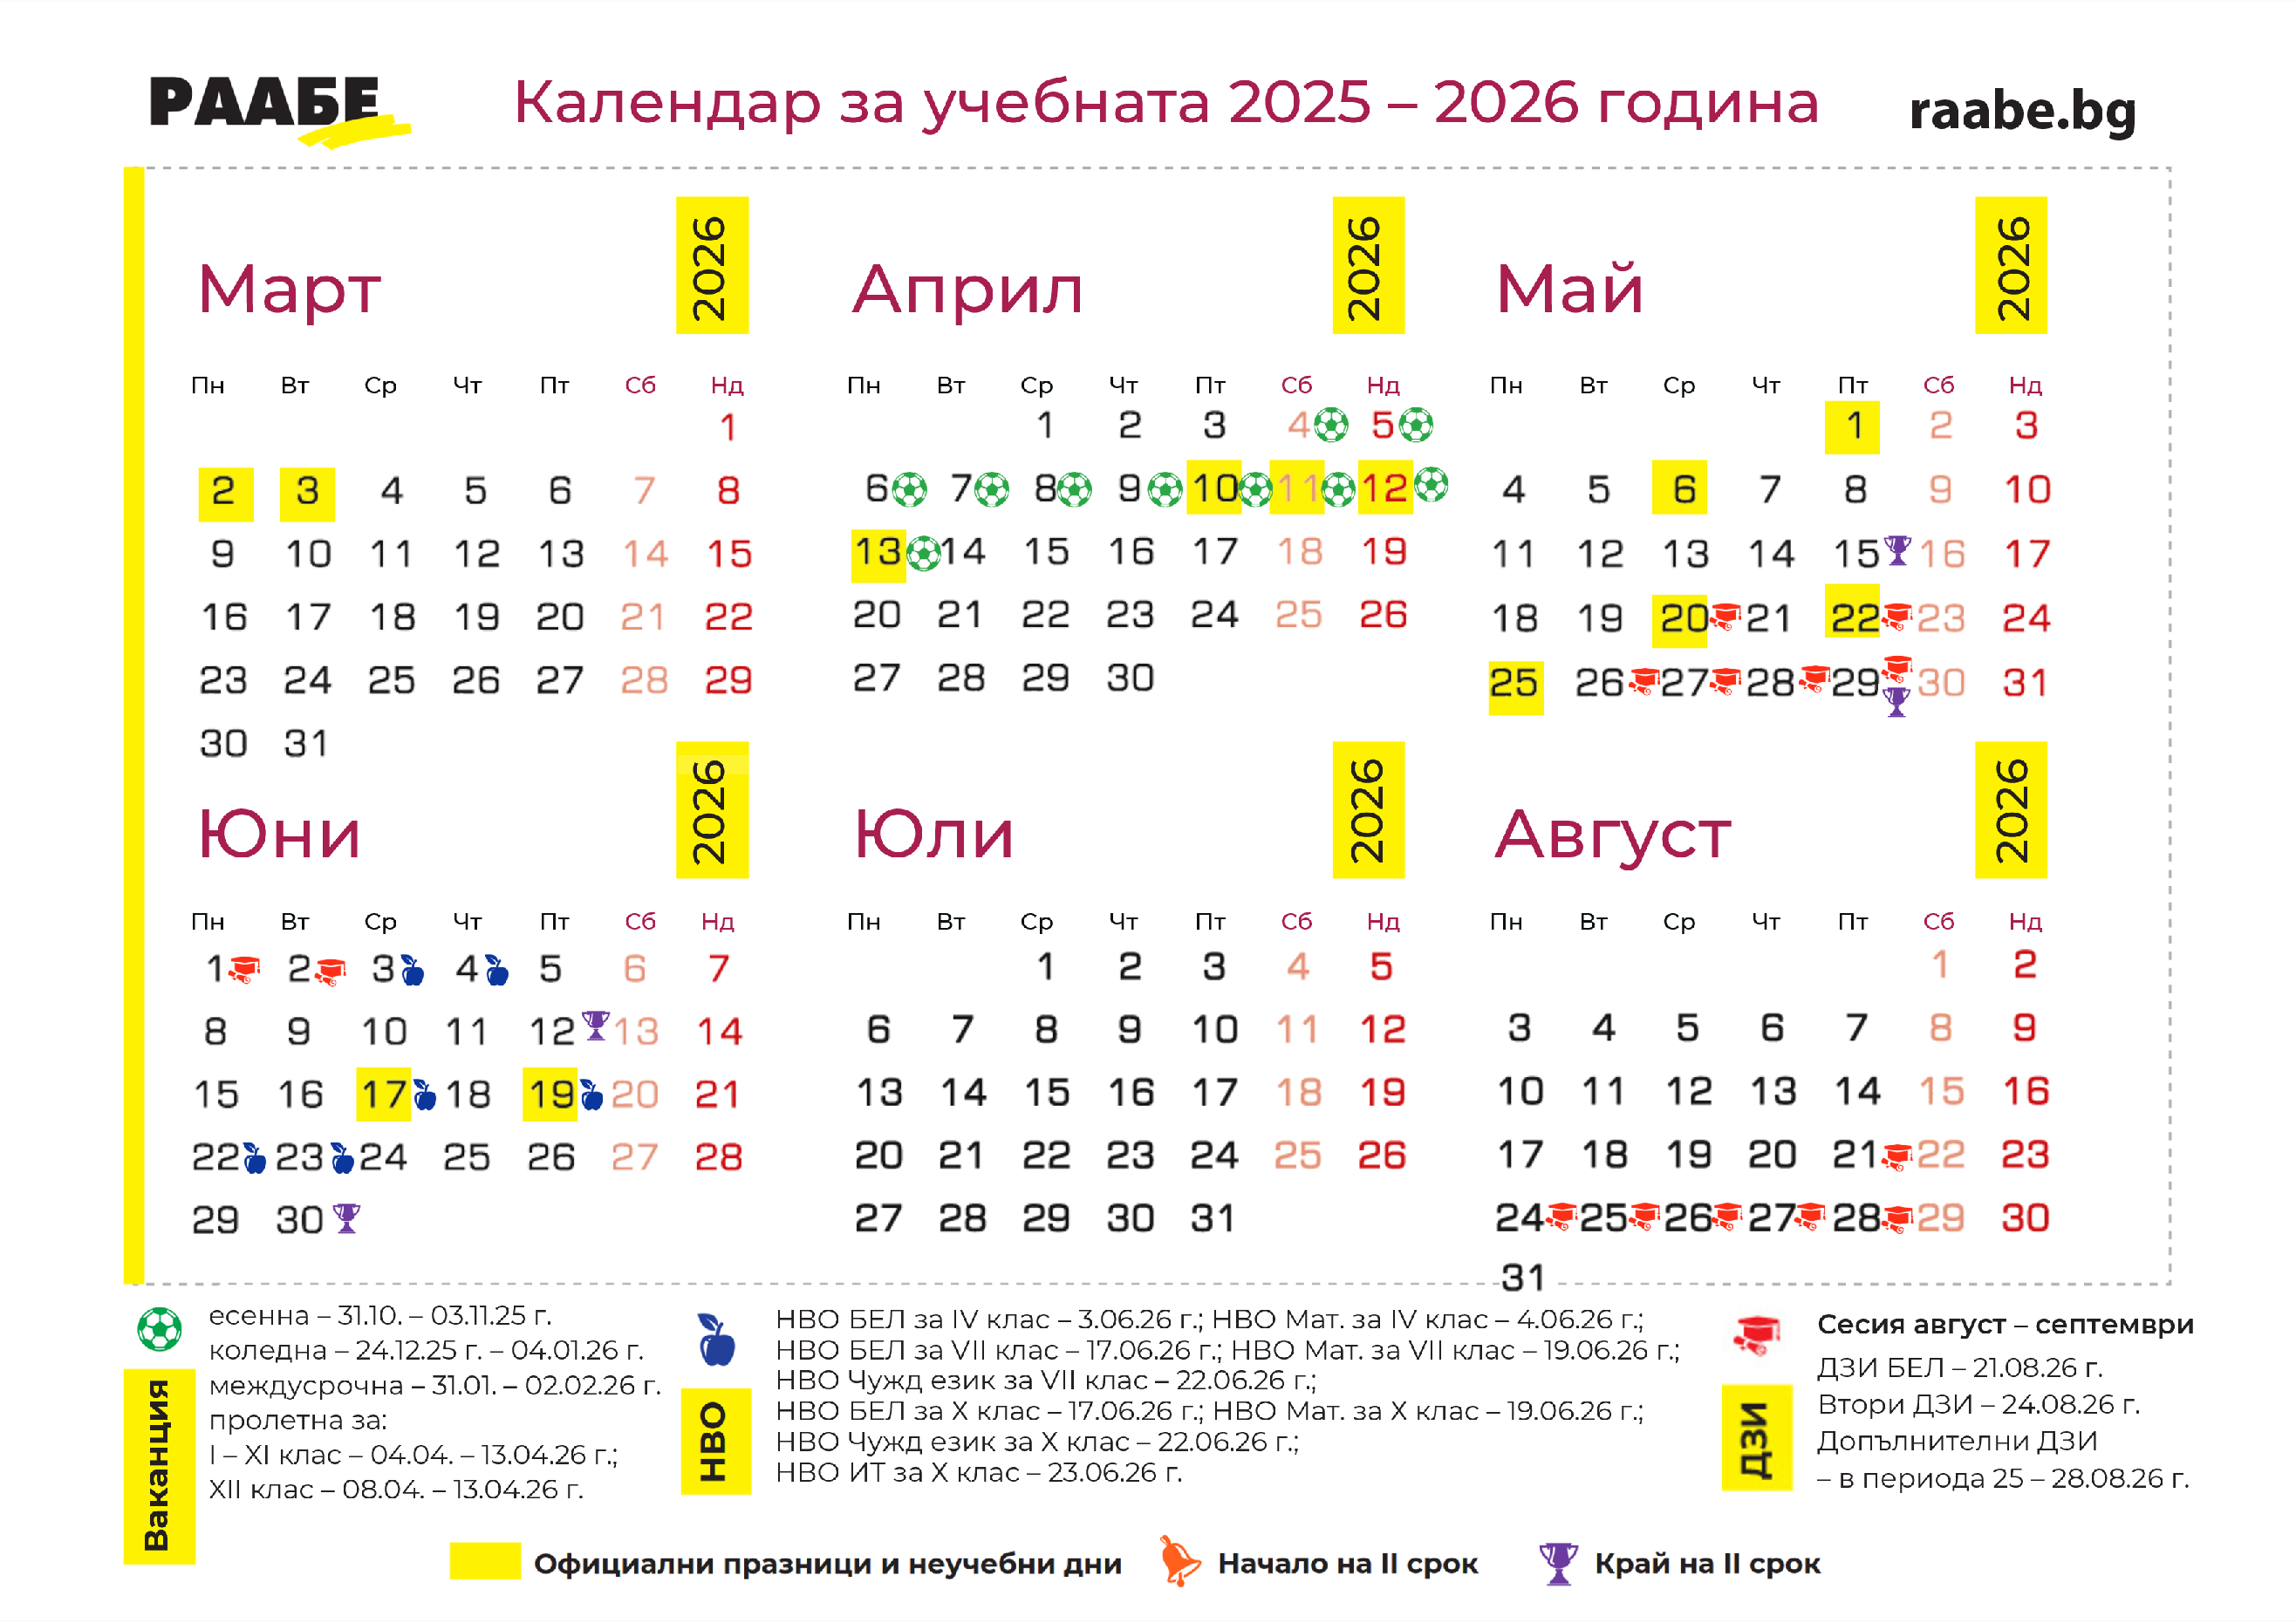 РААБЕ Календар за учебната 2025 – 2026 година raabe.bg
Март 2026
Пн Вт Ср Чт Пт Сб Нд
1
2 3 4 5 6 7 8
9 10 11 12 13 14 15
16 17 18 19 20 21 22
23 24 25 26 27 28 29
30 31
Април 2026
Пн Вт Ср Чт Пт Сб Нд
1 2 3 4 5
6 7 8 9 10 11 12
13 14 15 16 17 18 19
20 21 22 23 24 25 26
27 28 29 30
Май 2026
Пн Вт Ср Чт Пт Сб Нд
1 2 3
4 5 6 7 8 9 10
11 12 13 14 15 16 17
18 19 20 21 22 23 24
25 26 27 28 29 30 31
Юни 2026
Пн Вт Ср Чт Пт Сб Нд
1 2 3 4 5 6 7
8 9 10 11 12 13 14
15 16 17 18 19 20 21
22 23 24 25 26 27 28
29 30
Юли 2026
Пн Вт Ср Чт Пт Сб Нд
1 2 3 4 5
6 7 8 9 10 11 12
13 14 15 16 17 18 19
20 21 22 23 24 25 26
27 28 29 30 31
Август 2026
Пн Вт Ср Чт Пт Сб Нд
1 2
3 4 5 6 7 8 9
10 11 12 13 14 15 16
17 18 19 20 21 22 23
24 25 26 27 28 29 30
31
Ваканция
есенна – 31.10. – 03.11.25 г.
коледна – 24.12.25 г. – 04.01.26 г.
междусрочна – 31.01. – 02.02.26 г.
пролетна за:
I – XI клас – 04.04. – 13.04.26 г.;
XII клас – 08.04. – 13.04.26 г.
НВО
НВО БЕЛ за IV клас – 3.06.26 г.; НВО Мат. за IV клас – 4.06.26 г.;
НВО БЕЛ за VII клас – 17.06.26 г.; НВО Мат. за VII клас – 19.06.26 г.;
НВО Чужд език за VII клас – 22.06.26 г.;
НВО БЕЛ за X клас – 17.06.26 г.; НВО Мат. за X клас – 19.06.26 г.;
НВО Чужд език за X клас – 22.06.26 г.;
НВО ИТ за X клас – 23.06.26 г.
ДЗИ
Сесия август – септември
ДЗИ БЕЛ – 21.08.26 г.
Втори ДЗИ – 24.08.26 г.
Допълнителни ДЗИ
– в периода 25 – 28.08.26 г.
Официални празници и неучебни дни Начало на II срок Край на II срок